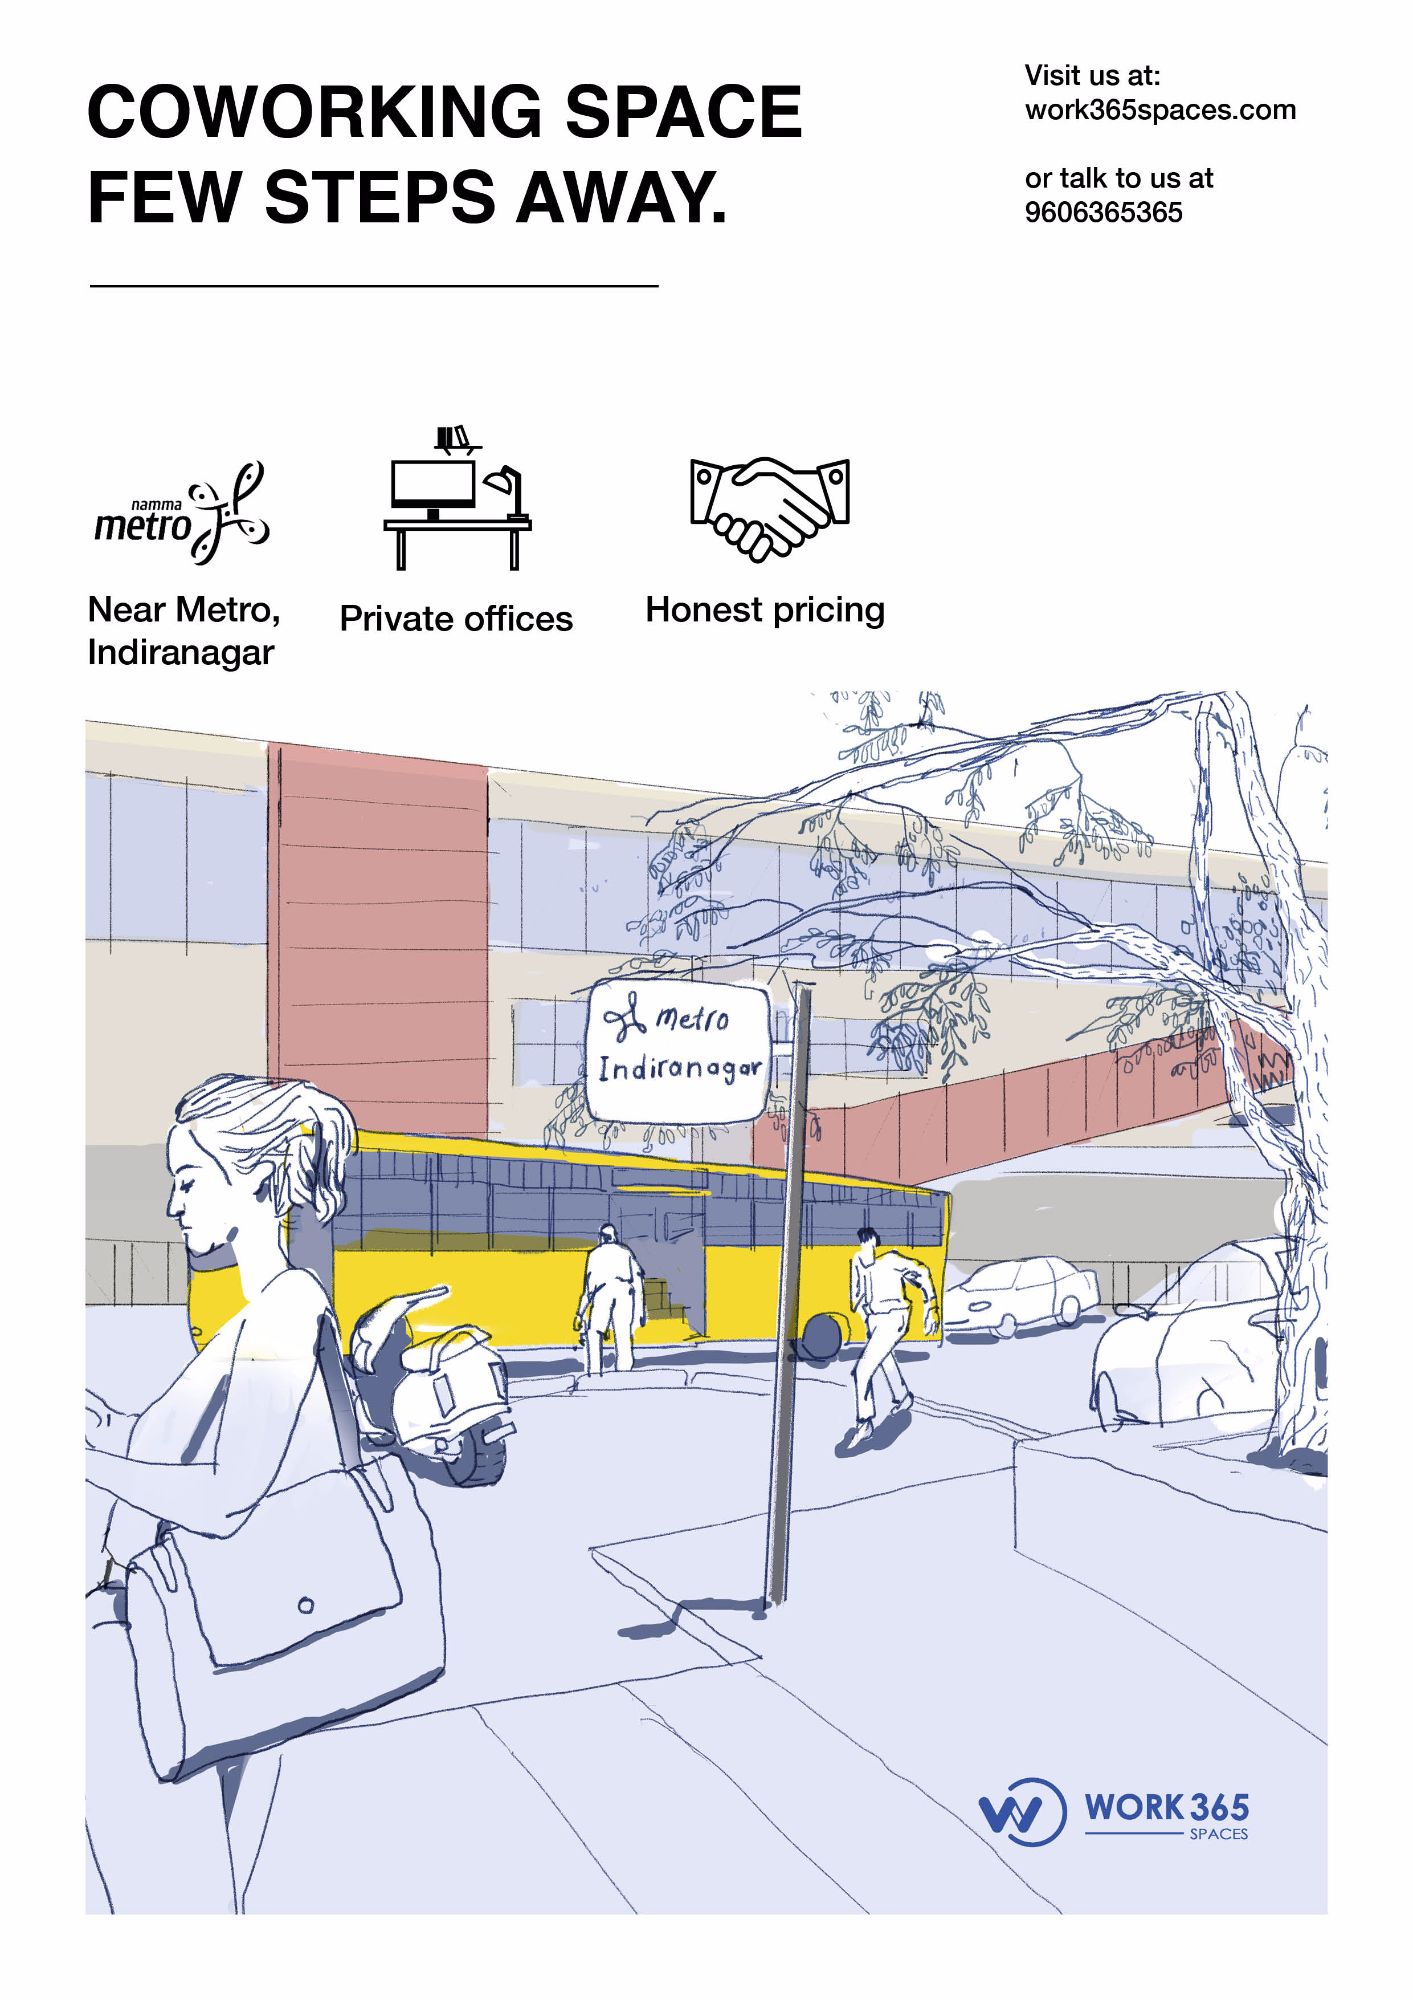 COWORKING SPACE
FEW STEPS AWAY.
Visit us at:
work365spaces.com
or talk to us at
9606365365
namma
metro
Near Metro,
Indiranagar
Private offices
Honest pricing
metro
Indiranagar
WORK 365
SPACES